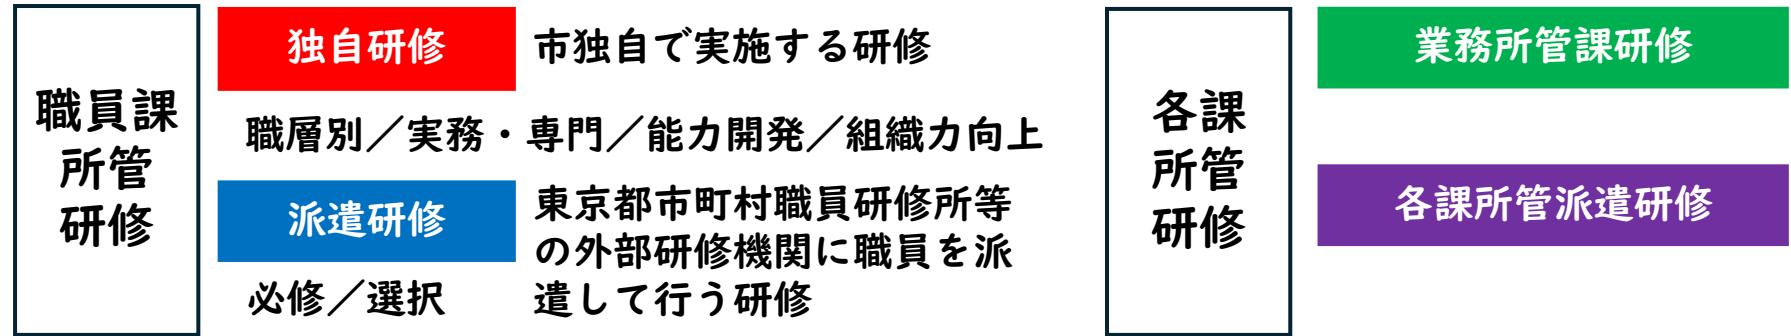 職員課
所管
研修
独自研修
市独自で実施する研修
職層別／実務・専門／能力開発／組織力向上
派遣研修
東京都市町村職員研修所等
の外部研修機関に職員を派
遣して行う研修
必修／選択
各課
所管
研修
業務所管課研修
各課所管派遣研修